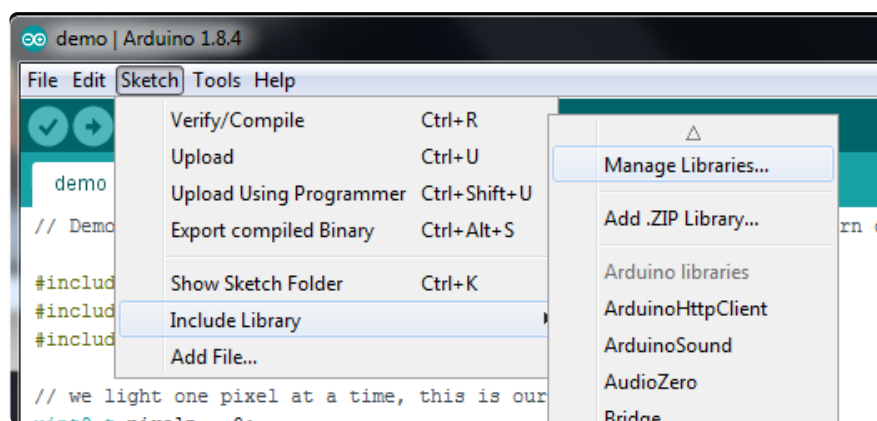 demo | Arduino 1.8.4
File Edit Sketch Tools Help
Verify/Compile Ctrl+R
Upload Ctrl+U
Upload Using Programmer Ctrl+Shift+U
Export compiled Binary Ctrl+Alt+S
Show Sketch Folder Ctrl+K
Include Library
Add File...
Manage Libraries...
Add .ZIP Library...
Arduino libraries
ArduinoHttpClient
ArduinoSound
AudioZero
Bridge
demo
// Demo
#includ
#includ
#includ
// we light one pixel at a time, this is our